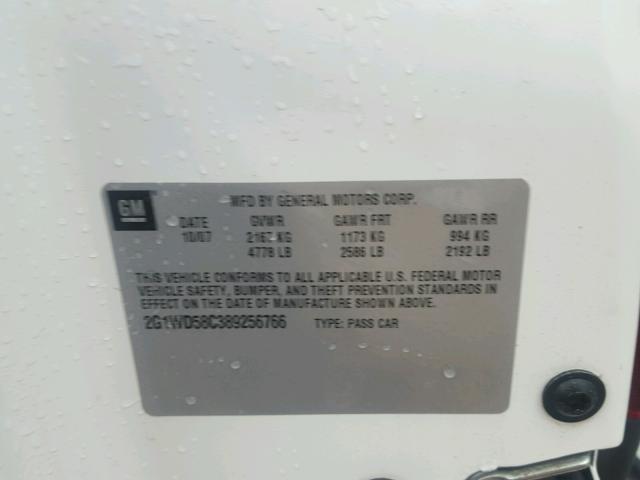 GM
MFD BY GENERAL MOTORS CORP.
DATE GVWR GAWR FRT GAWR RR
10/07 2167 KG 1173 KG 994 KG
4778 LB 2586 LB 2192 LB
THIS VEHICLE CONFORMS TO ALL APPLICABLE U.S. FEDERAL MOTOR
VEHICLE SAFETY, BUMPER, AND THEFT PREVENTION STANDARDS IN
EFFECT ON THE DATE OF MANUFACTURE SHOWN ABOVE.
2G1WD58C389256766 TYPE: PASS CAR